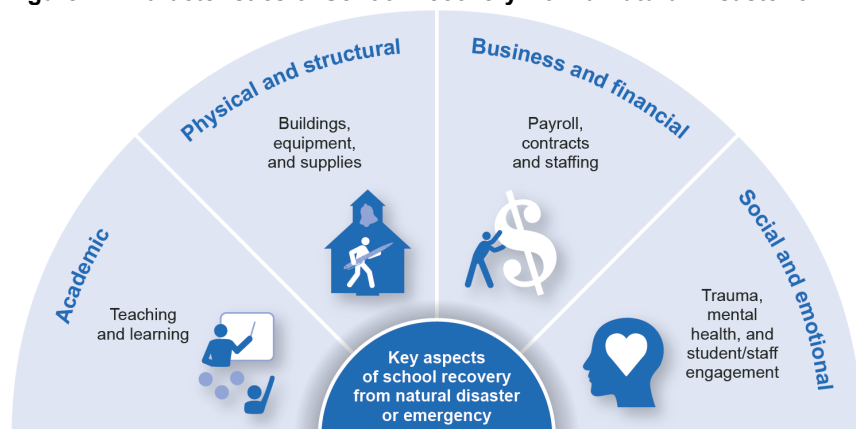 Academic
Teaching
and learning
Physical and structural
Buildings,
equipment,
and supplies
Business and financial
Payroll,
contracts
and staffing
Social and emotional
Trauma,
mental
health, and
student/staff
engagement
Key aspects
of school recovery
from natural disaster
or emergency